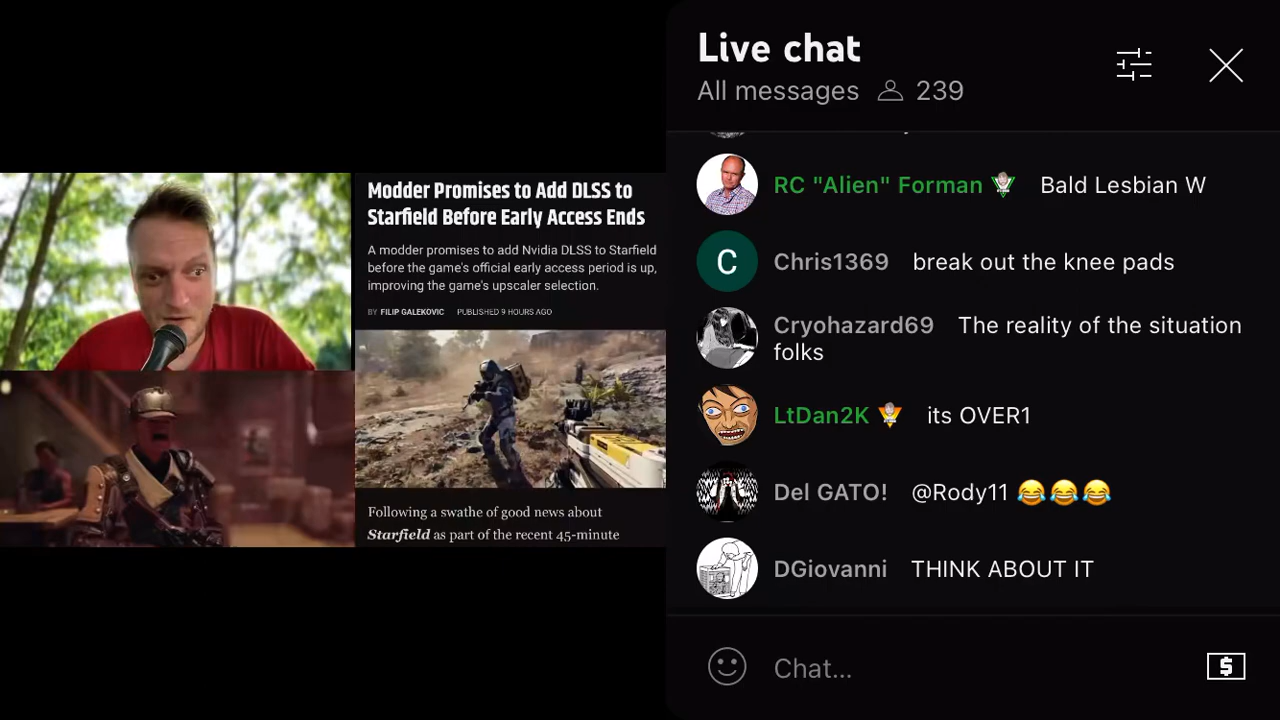 Modder Promises to Add DLSS to
Starfield Before Early Access Ends
A modder promises to add Nvidia DLSS to Starfield
before the game's official early access period is up,
improving the game's upscaler selection.
BY FILIP GALEKOVIC PUBLISHED 9 HOURS AGO
Following a swathe of good news about
Starfield as part of the recent 45-minute
Live chat
All messages 239
RC "Alien" Forman Bald Lesbian W
C Chris1369 break out the knee pads
Cryohazard69 The reality of the situation
folks
LtDan2K its OVER1
Del GATO! @Rody11 😂😂😂
DGiovanni THINK ABOUT IT
Chat...
$